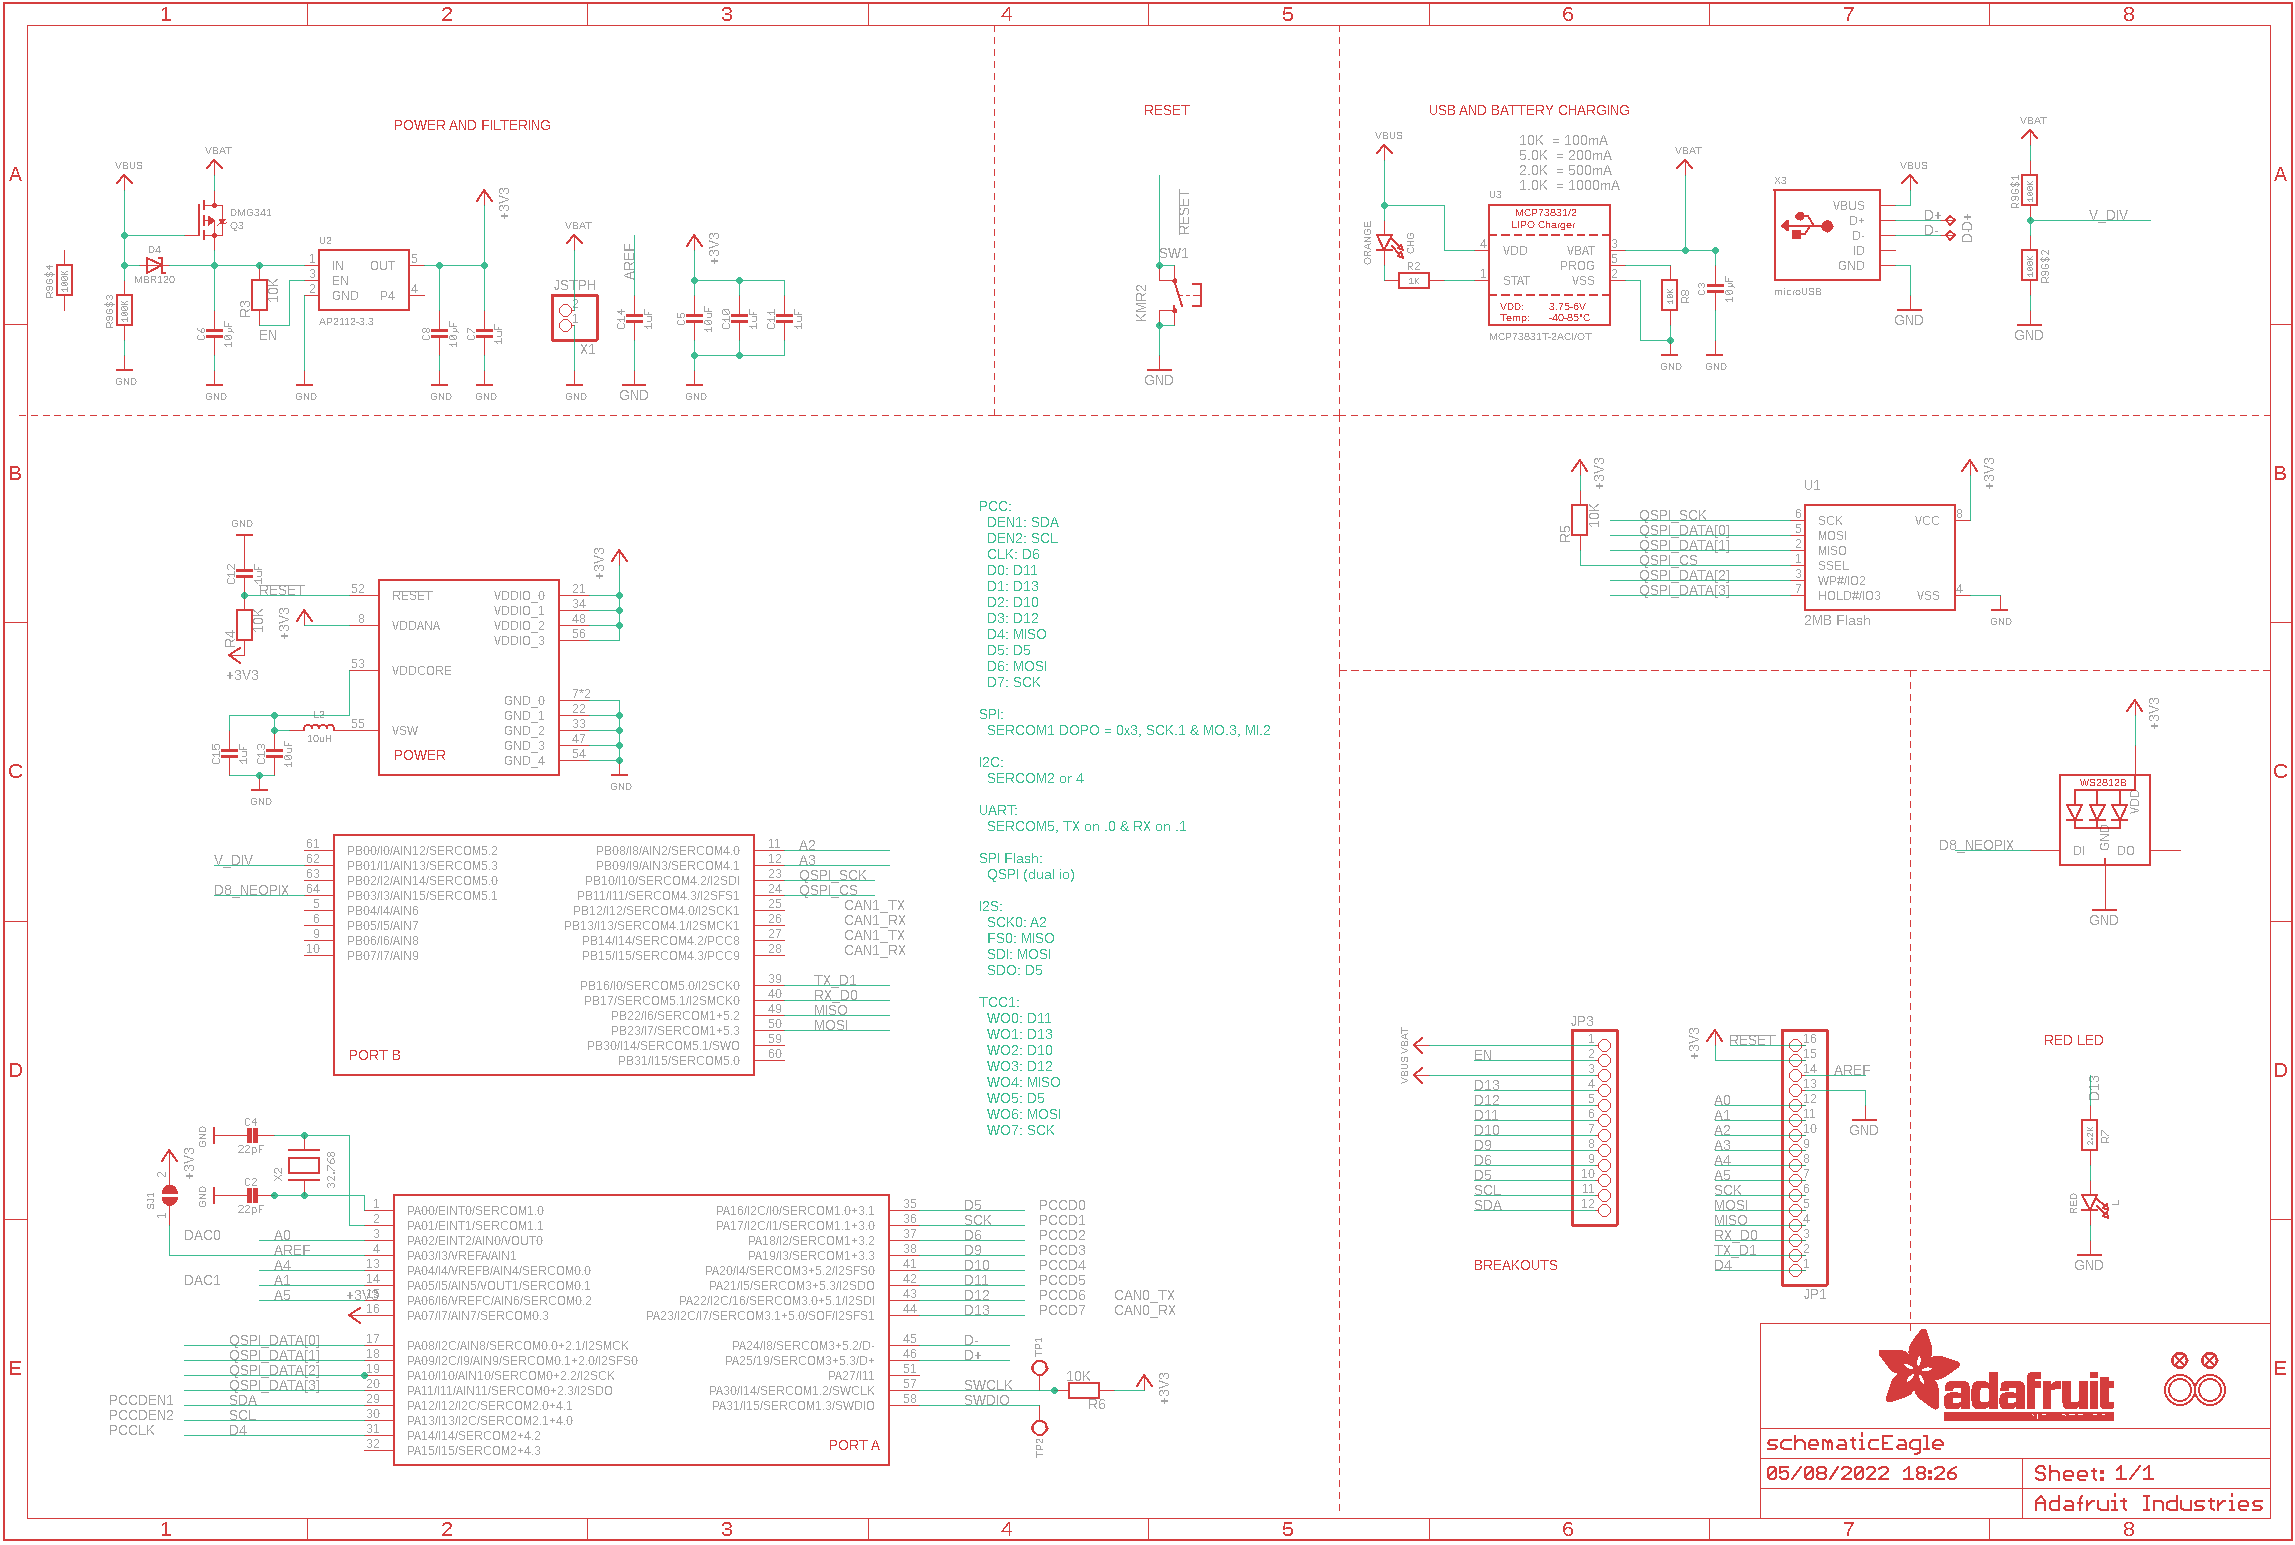 1 2 3 4 5 6 7 8
A
A
B
B
C
C
D
D
E
E
POWER AND FILTERING
VBUS
VBAT
DMG341
Q3
D4
MBR120
R9G$4
100K
R9G$3
100K
GND
C6
10µF
GND
R3
10K
EN
U2
1 IN OUT 5
3 EN
2 GND P4 4
AP2112-3.3
GND
+3V3
C8
10µF
GND
C7
1uF
GND
VBAT
JSTPH
2
1
X1
GND
AREF
C14
1uF
GND
+3V3
C5
10uF
C10
1uF
C11
1uF
GND
RESET
RESET
SW1
KMR2
GND
USB AND BATTERY CHARGING
10K = 100mA
5.0K = 200mA
2.0K = 500mA
1.0K = 1000mA
VBUS
ORANGE
CHG
R2
1K
U3
MCP73831/2
LIPO Charger
4 VDD VBAT 3
PROG 5
1 STAT VSS 2
VDD: 3.75-6V
Temp: -40-85°C
MCP73831T-2ACI/OT
VBAT
R8
10K
GND
C3
10µF
GND
X3
VBUS
D+
D-
ID
GND
microUSB
VBUS
D+
D-
D+
D-
GND
VBAT
R9G$1
100K
V_DIV
R9G$2
100K
GND
GND
C12
1uF
RESET
R4
10K
+3V3
+3V3
52 RESET VDDIO_0 21
VDDIO_1 34
8 VDDANA VDDIO_2 48
VDDIO_3 56
53 VDDCORE
GND_0 7*2
GND_1 22
55 VSW GND_2 33
GND_3 47
POWER GND_4 54
+3V3
GND
L2
10uH
C15
1uF
C13
10uF
GND
PCC:
DEN1: SDA
DEN2: SCL
CLK: D6
D0: D11
D1: D13
D2: D10
D3: D12
D4: MISO
D5: D5
D6: MOSI
D7: SCK
SPI:
SERCOM1 DOPO = 0x3, SCK.1 & MO.3, MI.2
I2C:
SERCOM2 or 4
UART:
SERCOM5, TX on .0 & RX on .1
SPI Flash:
QSPI (dual io)
I2S:
SCK0: A2
FS0: MISO
SDI: MOSI
SDO: D5
TCC1:
WO0: D11
WO1: D13
WO2: D10
WO3: D12
WO4: MISO
WO5: D5
WO6: MOSI
WO7: SCK
+3V3
R5
10K
U1
QSPI_SCK 6 SCK VCC 8
QSPI_DATA[0] 5 MOSI
QSPI_DATA[1] 2 MISO
QSPI_CS 1 SSEL
QSPI_DATA[2] 3 WP#/IO2
QSPI_DATA[3] 7 HOLD#/IO3 VSS 4
2MB Flash
+3V3
GND
+3V3
WS2812B
VDD
GND
DI DO
D8_NEOPIX
GND
61 PB00/I0/AIN12/SERCOM5.2 PB08/I8/AIN2/SERCOM4.0 11 A2
V_DIV 62 PB01/I1/AIN13/SERCOM5.3 PB09/I9/AIN3/SERCOM4.1 12 A3
63 PB02/I2/AIN14/SERCOM5.0 PB10/I10/SERCOM4.2/I2SDI 23 QSPI_SCK
D8_NEOPIX 64 PB03/I3/AIN15/SERCOM5.1 PB11/I11/SERCOM4.3/I2SFS1 24 QSPI_CS
5 PB04/I4/AIN6 PB12/I12/SERCOM4.0/I2SCK1 25 CAN1_TX
6 PB05/I5/AIN7 PB13/I13/SERCOM4.1/I2SMCK1 26 CAN1_RX
9 PB06/I6/AIN8 PB14/I14/SERCOM4.2/PCC8 27 CAN1_TX
10 PB07/I7/AIN9 PB15/I15/SERCOM4.3/PCC9 28 CAN1_RX
PB16/I0/SERCOM5.0/I2SCK0 39 TX_D1
PB17/SERCOM5.1/I2SMCK0 40 RX_D0
PB22/I6/SERCOM1+5.2 49 MISO
PB23/I7/SERCOM1+5.3 50 MOSI
PB30/I14/SERCOM5.1/SWO 59
PB31/I15/SERCOM5.0 60
PORT B
GND
C4
22pF
X2
32.768
GND
C2
22pF
+3V3
2
SJ1
1
1 PA00/EINT0/SERCOM1.0 PA16/I2C/I0/SERCOM1.0+3.1 35 D5 PCCD0
2 PA01/EINT1/SERCOM1.1 PA17/I2C/I1/SERCOM1.1+3.0 36 SCK PCCD1
DAC0 A0 3 PA02/EINT2/AIN0/VOUT0 PA18/I2/SERCOM1+3.2 37 D6 PCCD2
AREF 4 PA03/I3/VREFA/AIN1 PA19/I3/SERCOM1+3.3 38 D9 PCCD3
A4 13 PA04/I4/VREFB/AIN4/SERCOM0.0 PA20/I4/SERCOM3+5.2/I2SFS0 41 D10 PCCD4
DAC1 A1 14 PA05/I5/AIN5/VOUT1/SERCOM0.1 PA21/I5/SERCOM3+5.3/I2SDO 42 D11 PCCD5
A5 15 PA06/I6/VREFC/AIN6/SERCOM0.2 PA22/I2C/16/SERCOM3.0+5.1/I2SDI 43 D12 PCCD6 CAN0_TX
+3V3 16 PA07/I7/AIN7/SERCOM0.3 PA23/I2C/I7/SERCOM3.1+5.0/SOF/I2SFS1 44 D13 PCCD7 CAN0_RX
QSPI_DATA[0] 17 PA08/I2C/AIN8/SERCOM0.0+2.1/I2SMCK PA24/I8/SERCOM3+5.2/D- 45 D-
QSPI_DATA[1] 18 PA09/I2C/I9/AIN9/SERCOM0.1+2.0/I2SFS0 PA25/19/SERCOM3+5.3/D+ 46 D+
QSPI_DATA[2] 19 PA10/I10/AIN10/SERCOM0+2.2/I2SCK PA27/I11 51
QSPI_DATA[3] 20 PA11/I11/AIN11/SERCOM0+2.3/I2SDO PA30/I14/SERCOM1.2/SWCLK 57 SWCLK
PCCDEN1 SDA 29 PA12/I12/I2C/SERCOM2.0+4.1 PA31/I15/SERCOM1.3/SWDIO 58 SWDIO
PCCDEN2 SCL 30 PA13/I13/I2C/SERCOM2.1+4.0
PCCLK D4 31 PA14/I14/SERCOM2+4.2
32 PA15/I15/SERCOM2+4.3
PORT A
TP1
TP2
10K
R6
+3V3
JP3
VBAT 1
EN 2
VBUS 3
D13 4
D12 5
D11 6
D10 7
D9 8
D6 9
D5 10
SCL 11
SDA 12
BREAKOUTS
+3V3
RESET 16
15
14 AREF
13
A0 12
A1 11
A2 10
A3 9
A4 8
A5 7
SCK 6
MOSI 5
MISO 4
RX_D0 3
TX_D1 2
D4 1
JP1
GND
RED LED
D13
R7
2.2K
RED
L
GND
adafruit
schematicEagle
05/08/2022 18:26
Sheet: 1/1
Adafruit Industries
1 2 3 4 5 6 7 8